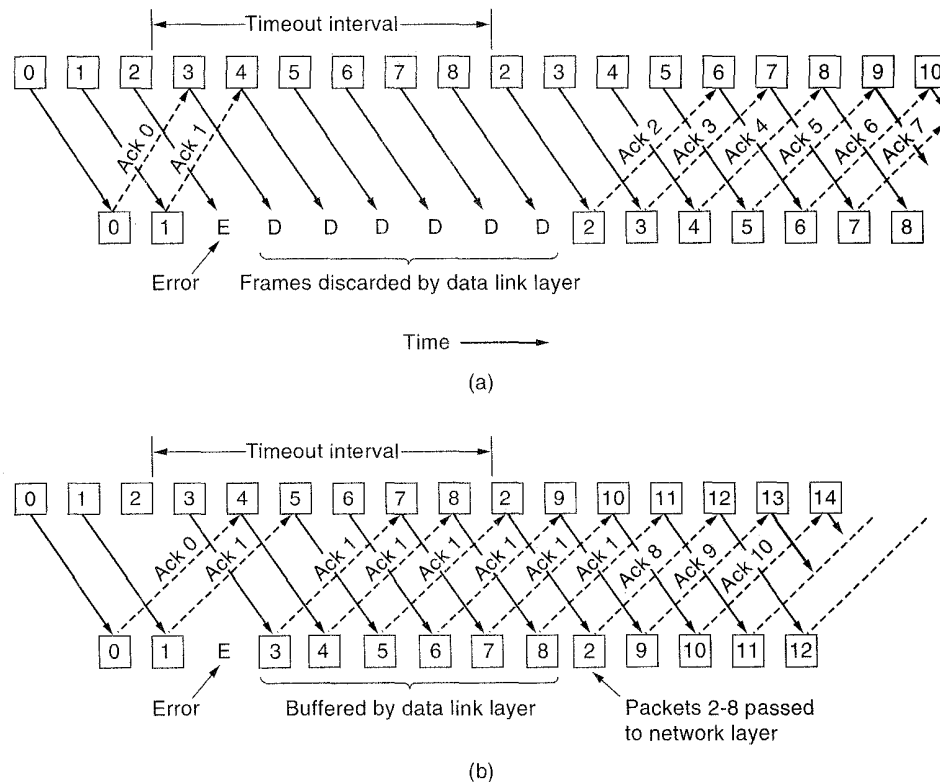 Timeout interval
0 1 2 3 4 5 6 7 8 2 3 4 5 6 7 8 9 10
Ack 0 Ack 1 Ack 2 Ack 3 Ack 4 Ack 5 Ack 6 Ack 7
0 1 E D D D D D D 2 3 4 5 6 7 8
Error
Frames discarded by data link layer
Time
(a)
Timeout interval
0 1 2 3 4 5 6 7 8 2 9 10 11 12 13 14
Ack 0 Ack 1 Ack 1 Ack 1 Ack 1 Ack 1 Ack 1 Ack 1 Ack 8 Ack 9 Ack 10
0 1 E 3 4 5 6 7 8 2 9 10 11 12
Error
Buffered by data link layer
Packets 2-8 passed
to network layer
(b)